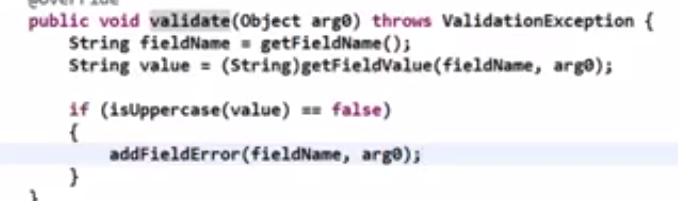 @Override
public void validate(Object arg0) throws ValidationException {
String fieldName = getFieldName();
String value = (String)getFieldValue(fieldName, arg0);
if (isUppercase(value) == false)
{
addFieldError(fieldName, arg0);
}
}